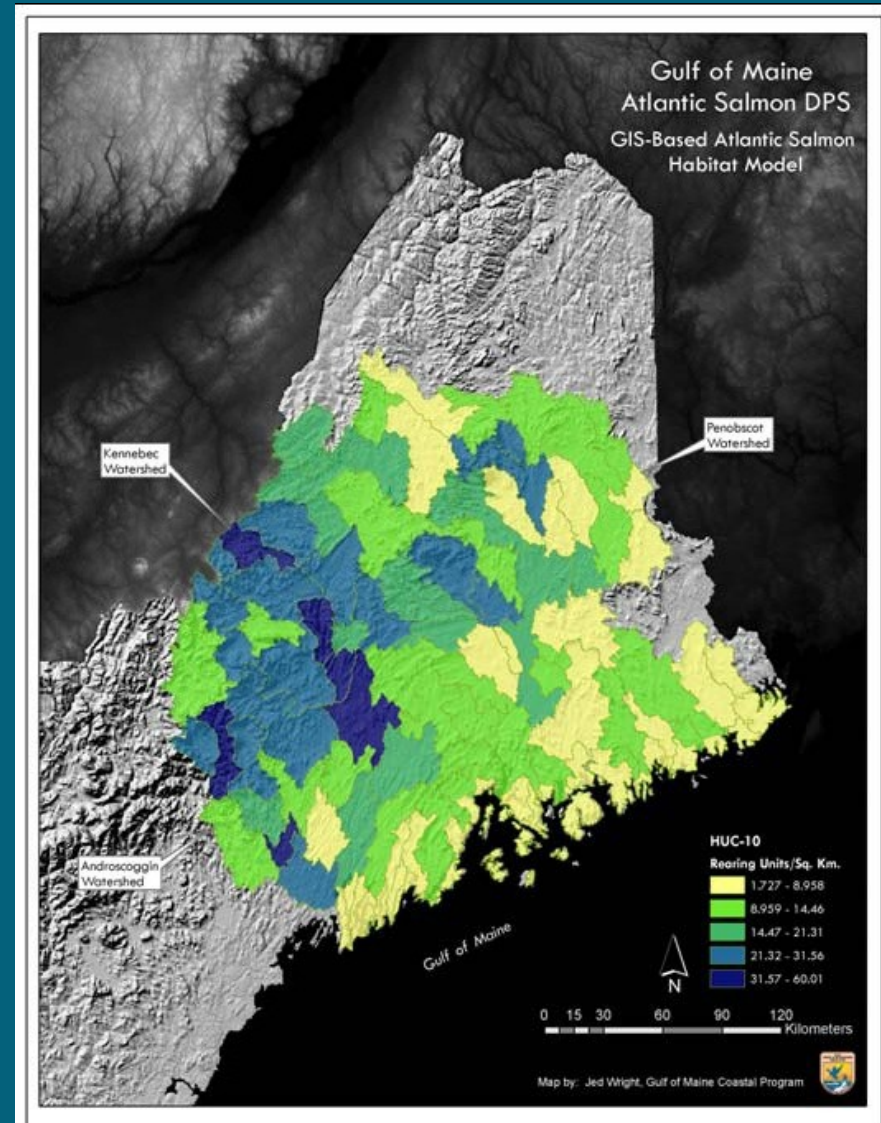 Gulf of Maine
Atlantic Salmon DPS
GIS-Based Atlantic Salmon
Habitat Model
Penobscot
Watershed
Kennebec
Watershed
Androscoggin
Watershed
Gulf of Maine
HUC-10
Rearing Units/Sq. Km.
1.727 - 8.958
8.959 - 14.46
14.47 - 21.31
21.32 - 31.56
31.57 - 60.01
N
0 15 30 60 90 120
Kilometers
Map by: Jed Wright, Gulf of Maine Coastal Program